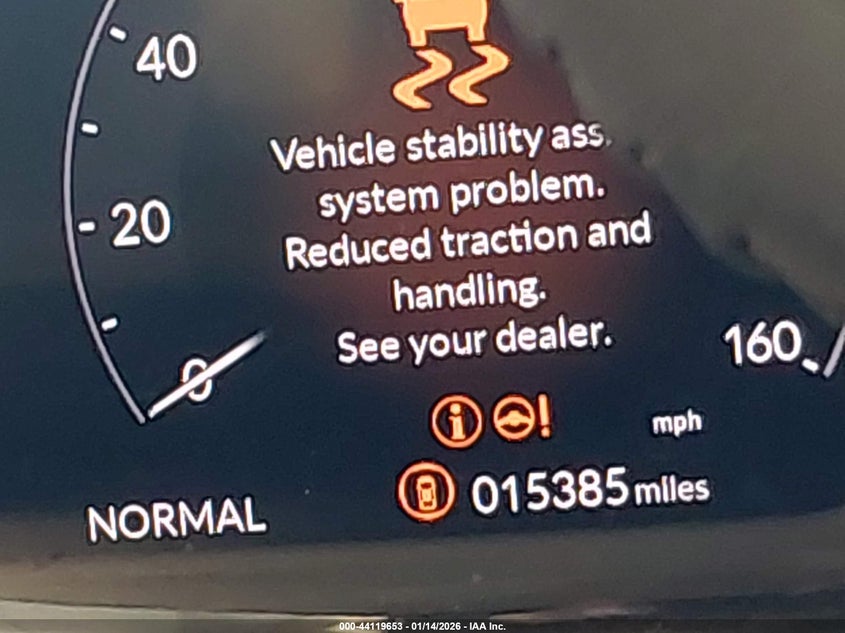 40
Vehicle stability ass.
system problem.
20
Reduced traction and
handling.
See your dealer.
160
0
mph
015385 miles
NORMAL
000-44119653 - 01/14/2026 - IAA Inc.